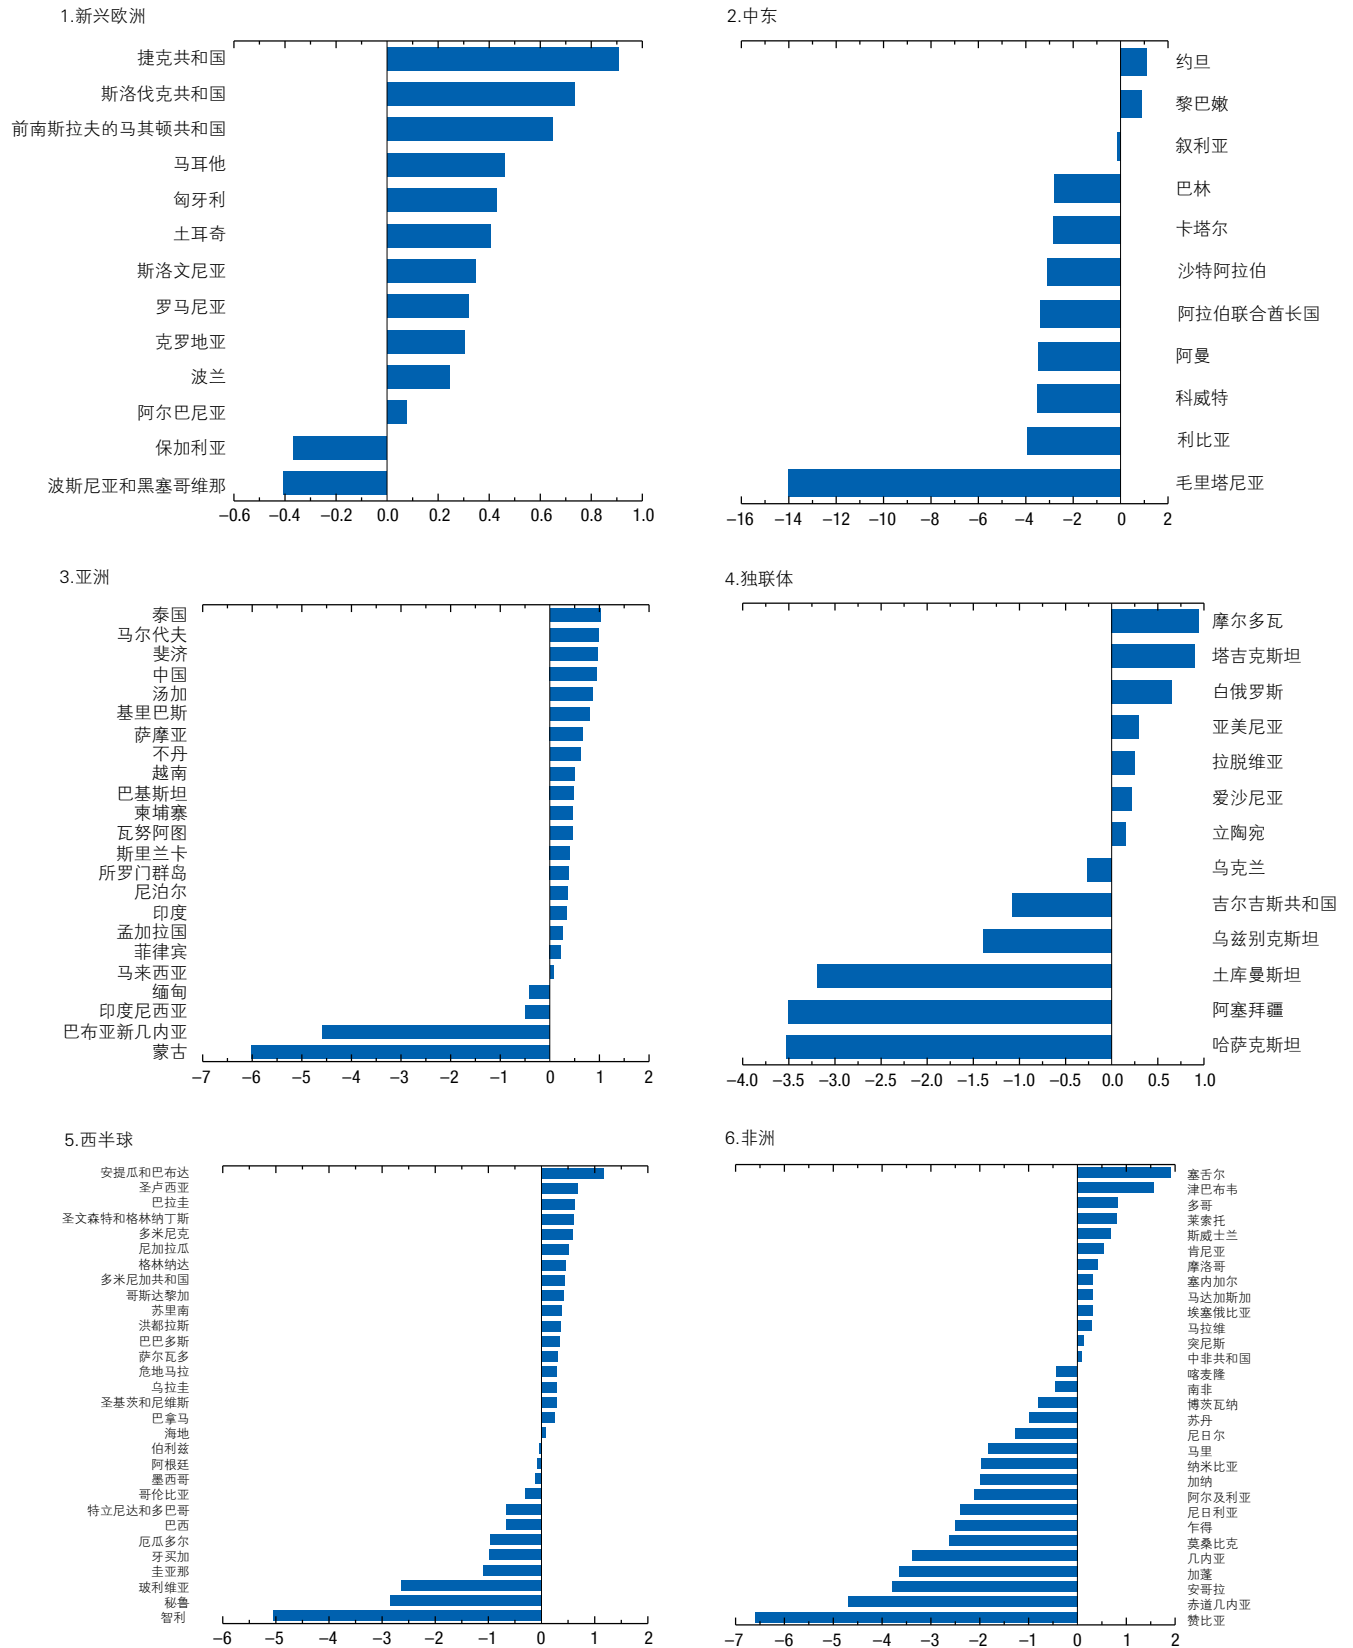 1.新兴欧洲
捷克共和国
斯洛伐克共和国
前南斯拉夫的马其顿共和国
马耳他
匈牙利
土耳奇
斯洛文尼亚
罗马尼亚
克罗地亚
波兰
阿尔巴尼亚
保加利亚
波斯尼亚和黑塞哥维那
–0.6 –0.4 –0.2 0.0 0.2 0.4 0.6 0.8 1.0
2.中东
约旦
黎巴嫩
叙利亚
巴林
卡塔尔
沙特阿拉伯
阿拉伯联合酋长国
阿曼
科威特
利比亚
毛里塔尼亚
–16 –14 –12 –10 –8 –6 –4 –2 0 2
3.亚洲
泰国
马尔代夫
斐济
中国
汤加
基里巴斯
萨摩亚
不丹
越南
巴基斯坦
柬埔寨
瓦努阿图
斯里兰卡
所罗门群岛
尼泊尔
印度
孟加拉国
菲律宾
马来西亚
缅甸
印度尼西亚
巴布亚新几内亚
蒙古
–7 –6 –5 –4 –3 –2 –1 0 1 2
4.独联体
摩尔多瓦
塔吉克斯坦
白俄罗斯
亚美尼亚
拉脱维亚
爱沙尼亚
立陶宛
乌克兰
吉尔吉斯共和国
乌兹别克斯坦
土库曼斯坦
阿塞拜疆
哈萨克斯坦
–4.0 –3.5 –3.0 –2.5 –2.0 –1.5 –1.0 –0.5 0.0 0.5 1.0
5.西半球
安提瓜和巴布达
圣卢西亚
巴拉圭
圣文森特和格林纳丁斯
多米尼克
尼加拉瓜
格林纳达
多米尼加共和国
哥斯达黎加
苏里南
洪都拉斯
巴巴多斯
萨尔瓦多
危地马拉
乌拉圭
圣基茨和尼维斯
巴拿马
海地
伯利兹
阿根廷
墨西哥
哥伦比亚
特立尼达和多巴哥
巴西
厄瓜多尔
牙买加
圭亚那
玻利维亚
秘鲁
智利
–6 –5 –4 –3 –2 –1 0 1 2
6.非洲
塞舌尔
津巴布韦
多哥
莱索托
斯威士兰
肯尼亚
摩洛哥
塞内加尔
马达加斯加
埃塞俄比亚
马拉维
突尼斯
中非共和国
喀麦隆
南非
博茨瓦纳
苏丹
尼日尔
马里
纳米比亚
加纳
阿尔及利亚
尼日利亚
乍得
莫桑比克
几内亚
加蓬
安哥拉
赤道几内亚
赞比亚
–7 –6 –5 –4 –3 –2 –1 0 1 2